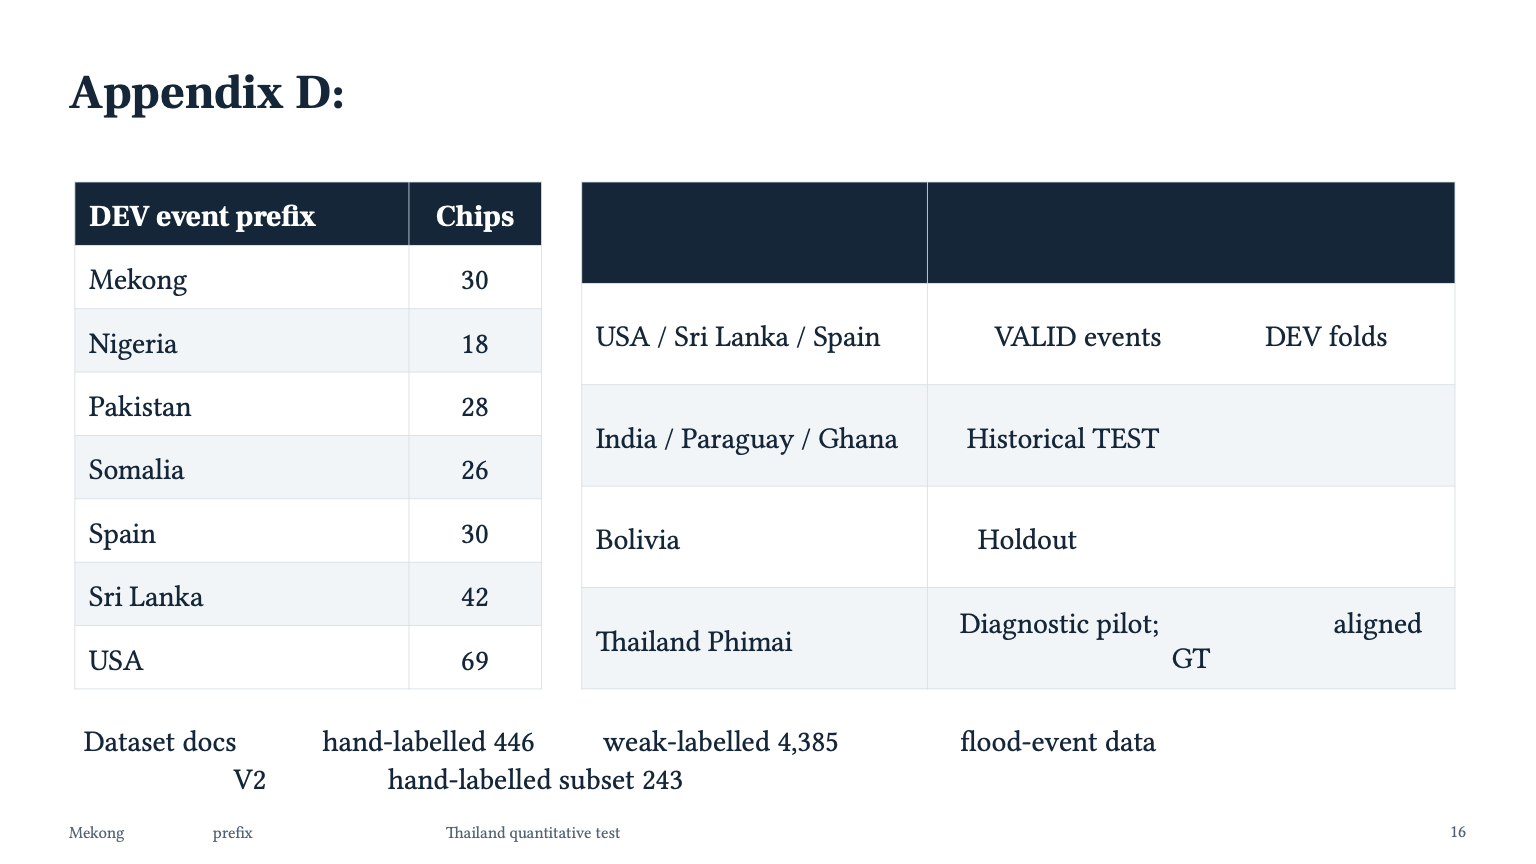 Appendix D:
DEV event prefix Chips
Mekong 30
Nigeria 18
Pakistan 28
Somalia 26
Spain 30
Sri Lanka 42
USA 69
USA / Sri Lanka / Spain VALID events DEV folds
India / Paraguay / Ghana Historical TEST
Bolivia Holdout
Thailand Phimai Diagnostic pilot; aligned
GT
Dataset docs hand-labelled 446 weak-labelled 4,385 flood-event data
V2 hand-labelled subset 243
Mekong prefix Thailand quantitative test 16